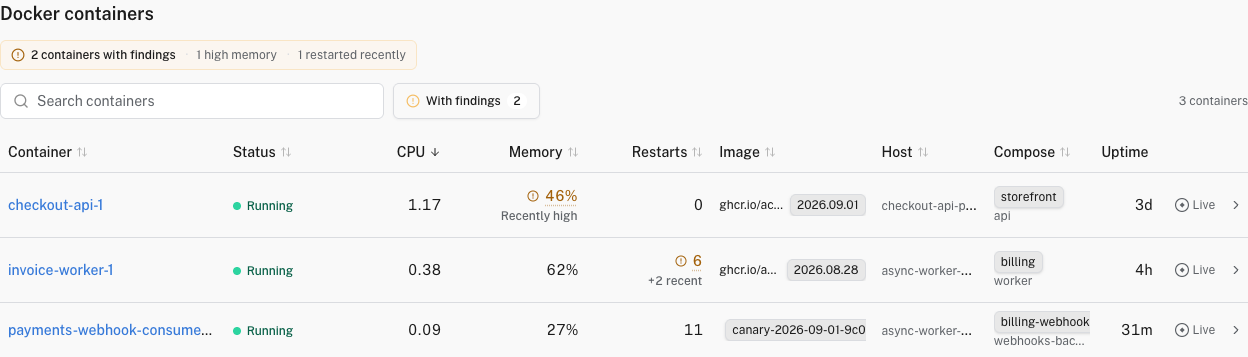 Docker containers
2 containers with findings · 1 high memory · 1 restarted recently
Search containers
With findings 2
3 containers
Container Status CPU Memory Restarts Image Host Compose Uptime
checkout-api-1 Running 1.17 46% Recently high 0 ghcr.io/ac... 2026.09.01 checkout-api-p... storefront api 3d Live
invoice-worker-1 Running 0.38 62% 6 +2 recent ghcr.io/a... 2026.08.28 async-worker-... billing worker 4h Live
payments-webhook-consume... Running 0.09 27% 11 canary-2026-09-01-9c0 async-worker-... billing-webhook webhooks-bac... 31m Live